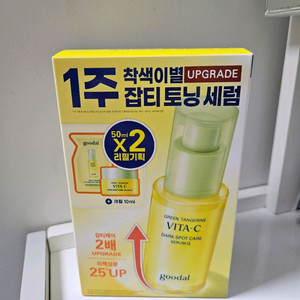 1주
착색이별
UPGRADE
잡티 토닝 세럼
50ml
X2
리필기획
goodal
GREEN TANGERINE
VITA·C
+ 크림 10ml
잡티케어
2배
UPGRADE
25 UP
GREEN TANGERINE
VITA·C
DARK SPOT CARE
SERUM
goodal